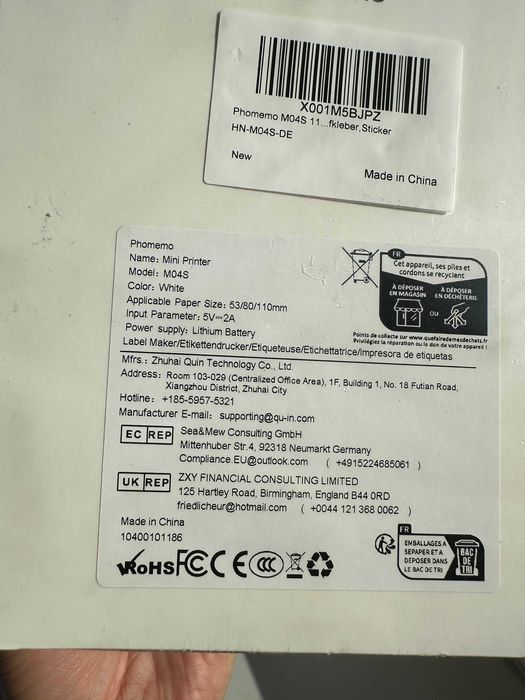 X001M5BJPZ
Phomemo M04S 11...fkleber,Sticker
HN-M04S-DE
New
Made in China
Phomemo
Name: Mini Printer
Model: M04S
Color: White
Applicable Paper Size: 53/80/110mm
Input Parameter: 5V⎓2A
Power supply: Lithium Battery
Label Maker/Etikettendrucker/Etiqueteuse/Etichettatrice/Impresora de etiquetas
FR
Cet appareil, ses piles et
cordons se recyclent
À DÉPOSER
EN MAGASIN
OU
À DÉPOSER
EN DÉCHÈTERIE
Points de collecte sur www.quefairedemesdechets.fr
Privilégiez la réparation ou le don de votre appareil !
Mfrs.: Zhuhai Quin Technology Co., Ltd.
Address: Room 103-029 (Centralized Office Area), 1F, Building 1, No. 18 Futian Road,
Xiangzhou District, Zhuhai City
Hotline: +185-5957-5321
Manufacturer E-mail: supporting@qu-in.com
EC REP
Sea&Mew Consulting GmbH
Mittenhuber Str.4, 92318 Neumarkt Germany
Compliance.EU@outlook.com ( +4915224685061 )
UK REP
ZXY FINANCIAL CONSULTING LIMITED
125 Hartley Road, Birmingham, England B44 0RD
friedlicheur@hotmail.com ( +0044 121 368 0062 )
Made in China
10400101186
RoHS FCC CE CCC
FR
EMBALLAGES A
SEPARER ET A
DEPOSER DANS
LE BAC DE TRI
BAC
DE
TRI